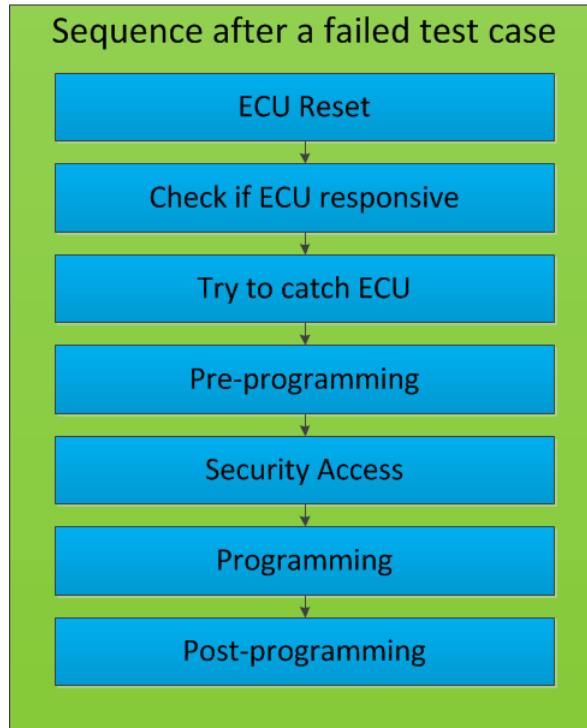 Sequence after a failed test case
ECU Reset
Check if ECU responsive
Try to catch ECU
Pre-programming
Security Access
Programming
Post-programming